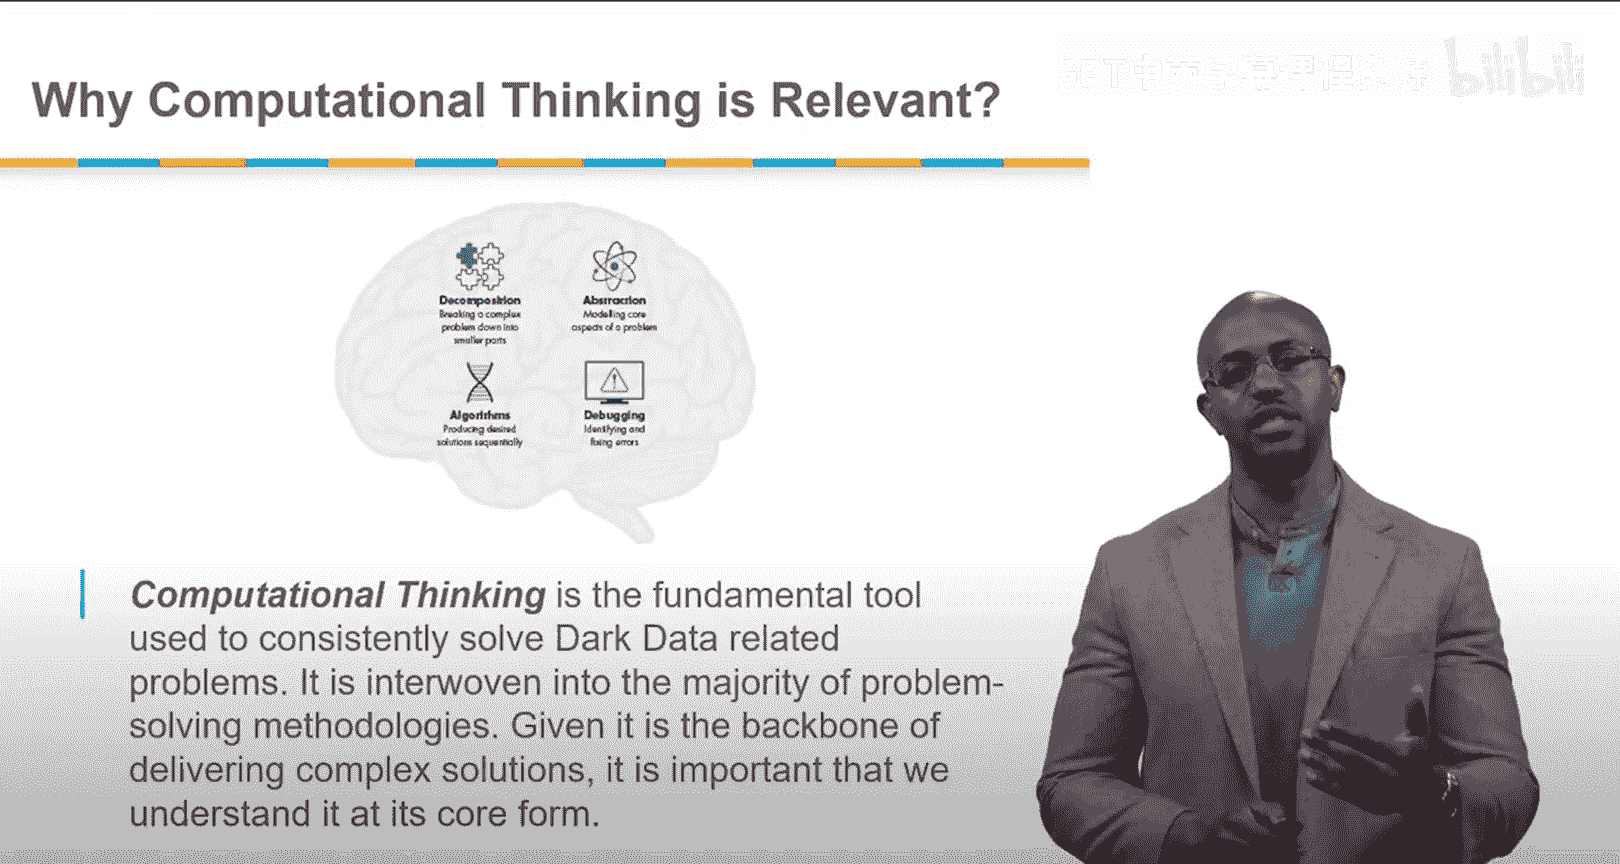 Why Computational Thinking is Relevant?
bilibili
Decomposition
Breaking a complex
problem down into
smaller parts
Abstraction
Modelling core
aspects of a problem
Algorithms
Producing desired
solutions sequentially
Debugging
Identifying and
fixing errors
Computational Thinking is the fundamental tool
used to consistently solve Dark Data related
problems. It is interwoven into the majority of problem-
solving methodologies. Given it is the backbone of
delivering complex solutions, it is important that we
understand it at its core form.